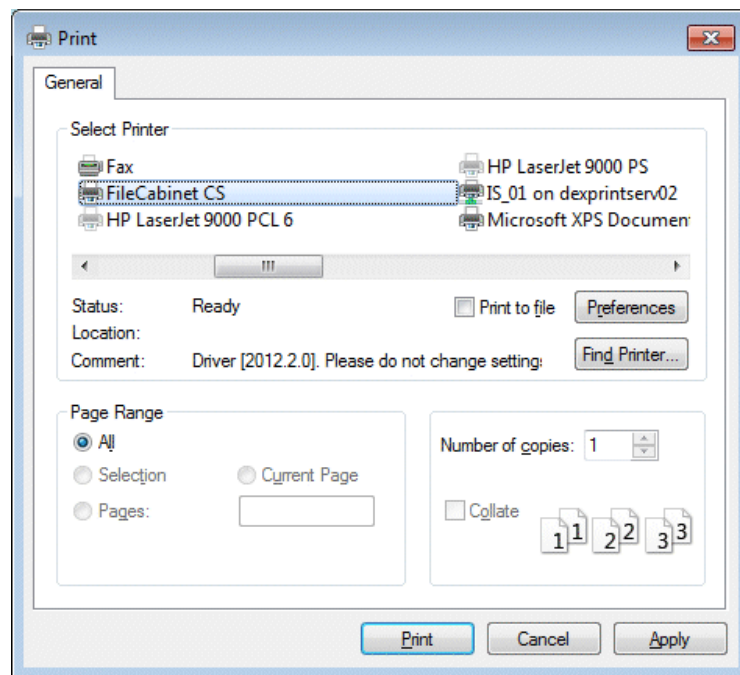 Print
General
Select Printer
Fax
HP LaserJet 9000 PS
FileCabinet CS
IS_01 on dexprintserv02
HP LaserJet 9000 PCL 6
Microsoft XPS Documen
Status: Ready
Print to file
Preferences
Location:
Comment: Driver [2012.2.0]. Please do not change setting
Find Printer...
Page Range
All
Selection
Current Page
Pages:
Number of copies: 1
Collate
1 1 2 2 3 3
Print
Cancel
Apply